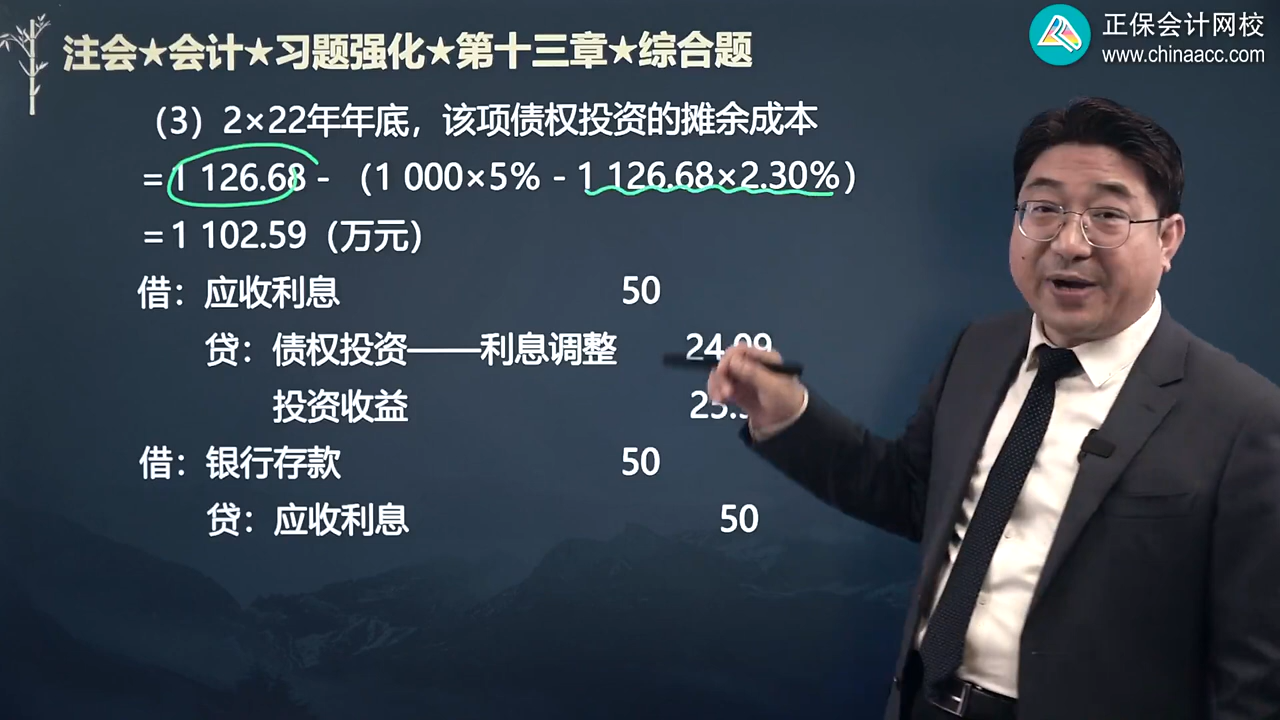 注会★会计★习题强化★第十三章★综合题
正保会计网校
www.chinaacc.com
（3）2×22年年底，该项债权投资的摊余成本
＝1 126.68－（1 000×5%－1 126.68×2.30%）
＝1 102.59（万元）
借：应收利息 50
贷：债权投资——利息调整 24.09
投资收益
借：银行存款 50
贷：应收利息 50